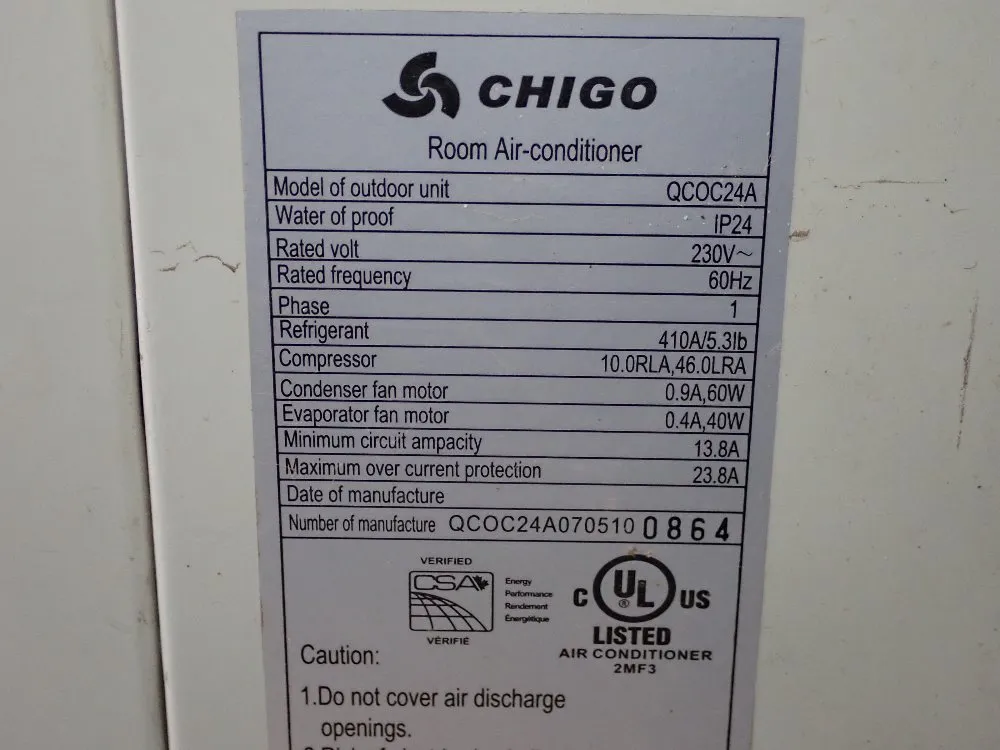 CHIGO
Room Air-conditioner
Model of outdoor unit QCOC24A
Water of proof IP24
Rated volt 230V~
Rated frequency 60Hz
Phase 1
Refrigerant 410A/5.3lb
Compressor 10.0RLA,46.0LRA
Condenser fan motor 0.9A,60W
Evaporator fan motor 0.4A,40W
Minimum circuit ampacity 13.8A
Maximum over current protection 23.8A
Date of manufacture
Number of manufacture QCOC24A070510 0864
VERIFIED
CSA
Energy
Performance
Rendement
Énergétique
VÉRIFIÉ
C UL ® US
LISTED
AIR CONDITIONER
2MF3
Caution:
1.Do not cover air discharge
openings.